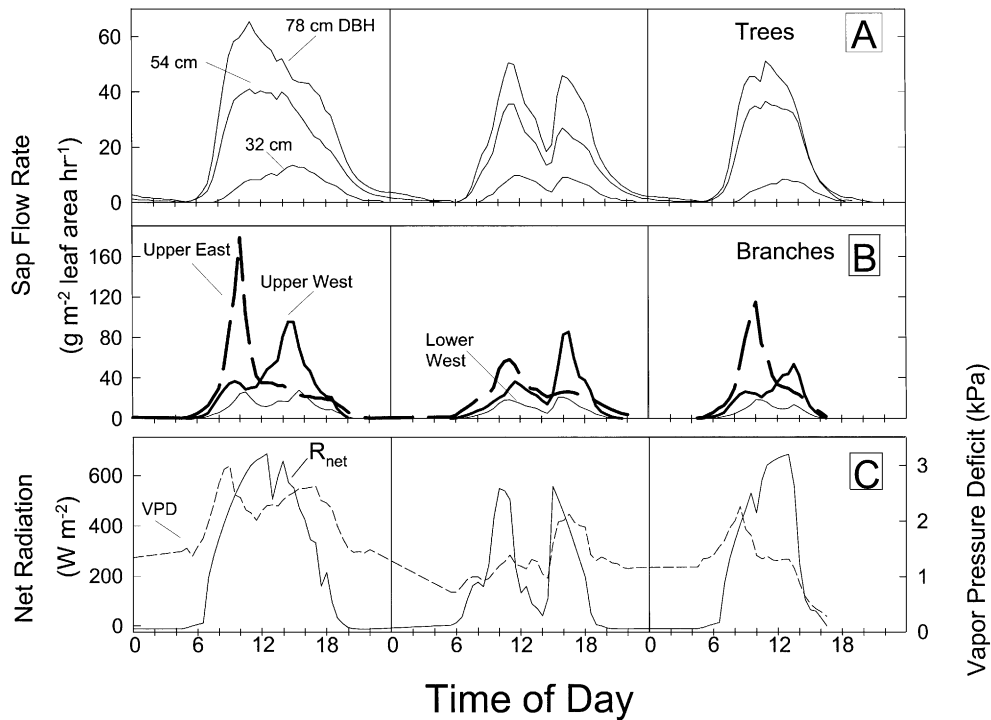 60
40
20
0
78 cm DBH
54 cm
32 cm
Trees
A
Sap Flow Rate
(g m⁻² leaf area hr⁻¹)
160
120
80
40
0
Upper East
Upper West
Lower
West
Branches
B
Net Radiation
(W m⁻²)
600
400
200
0
VPD
Rnet
C
3
2
1
0
Vapor Pressure Deficit (kPa)
0 6 12 18 0 6 12 18 0 6 12 18
Time of Day